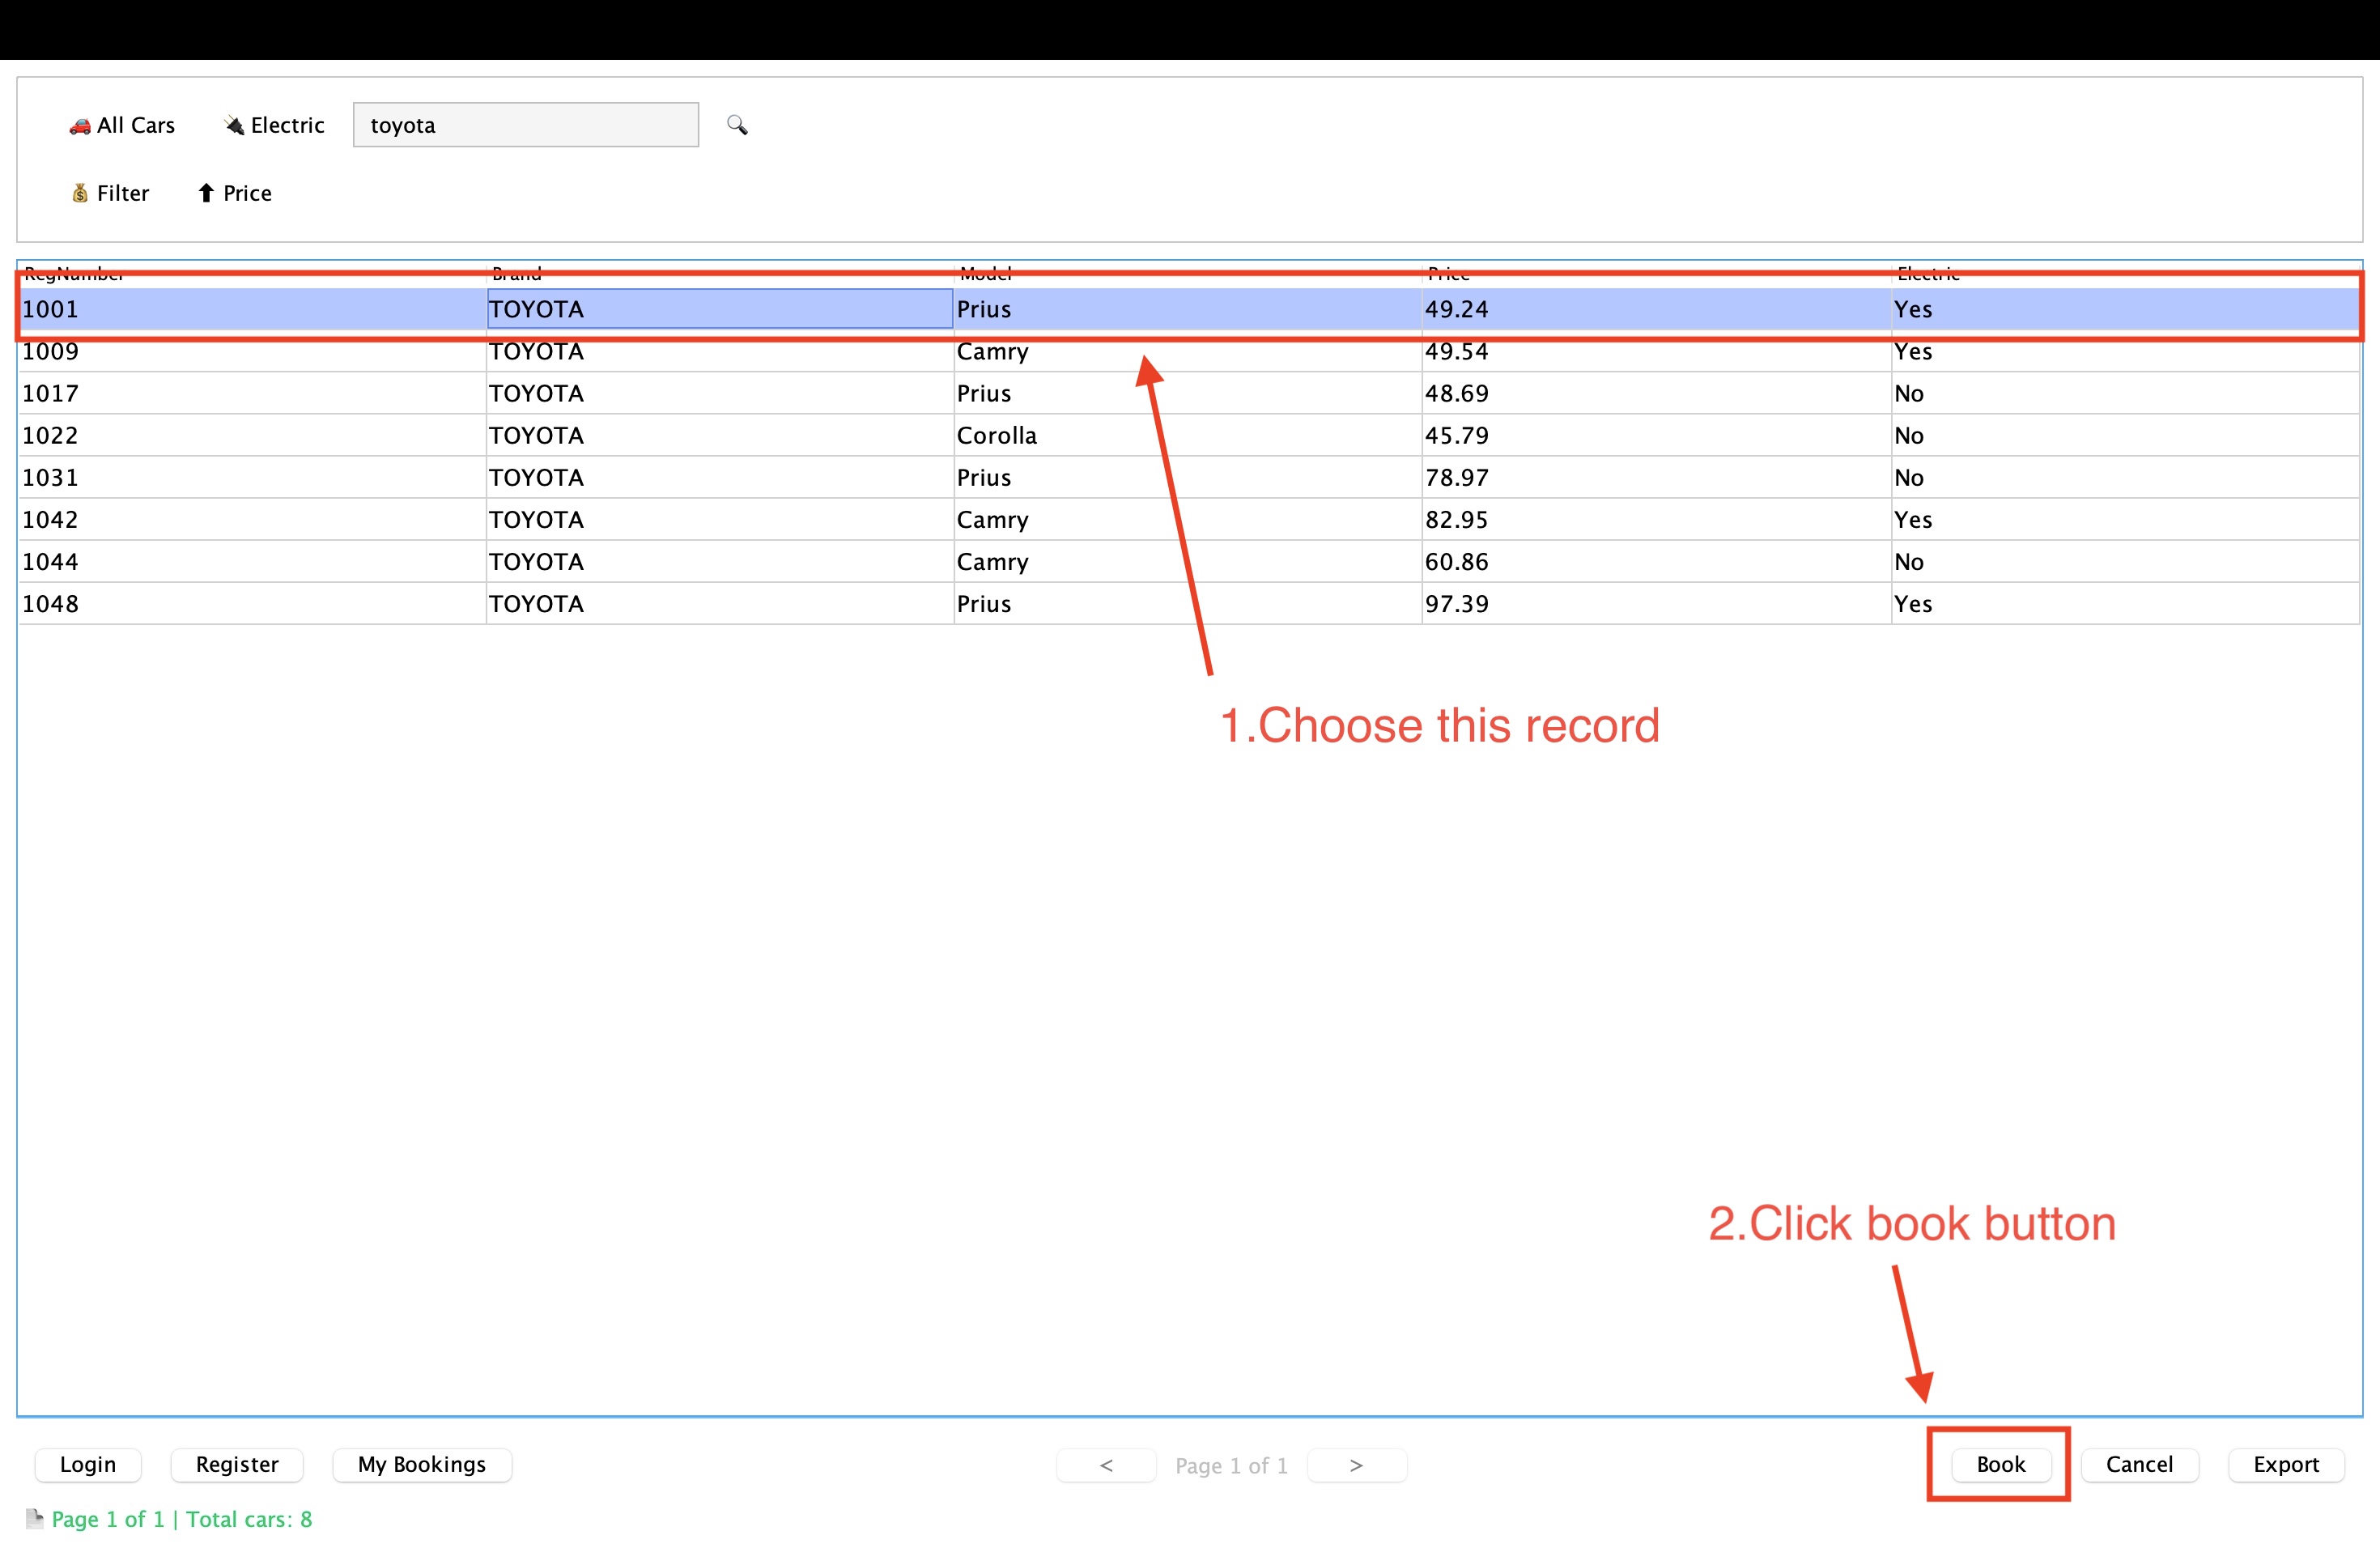 🚗 All Cars 🔌 Electric toyota 🔍
💰 Filter ⬆ Price
RegNumber Brand Model Price Electric
1001 TOYOTA Prius 49.24 Yes
1009 TOYOTA Camry 49.54 Yes
1017 TOYOTA Prius 48.69 No
1022 TOYOTA Corolla 45.79 No
1031 TOYOTA Prius 78.97 No
1042 TOYOTA Camry 82.95 Yes
1044 TOYOTA Camry 60.86 No
1048 TOYOTA Prius 97.39 Yes
1.Choose this record
2.Click book button
Login Register My Bookings < Page 1 of 1 > Book Cancel Export
Page 1 of 1 | Total cars: 8